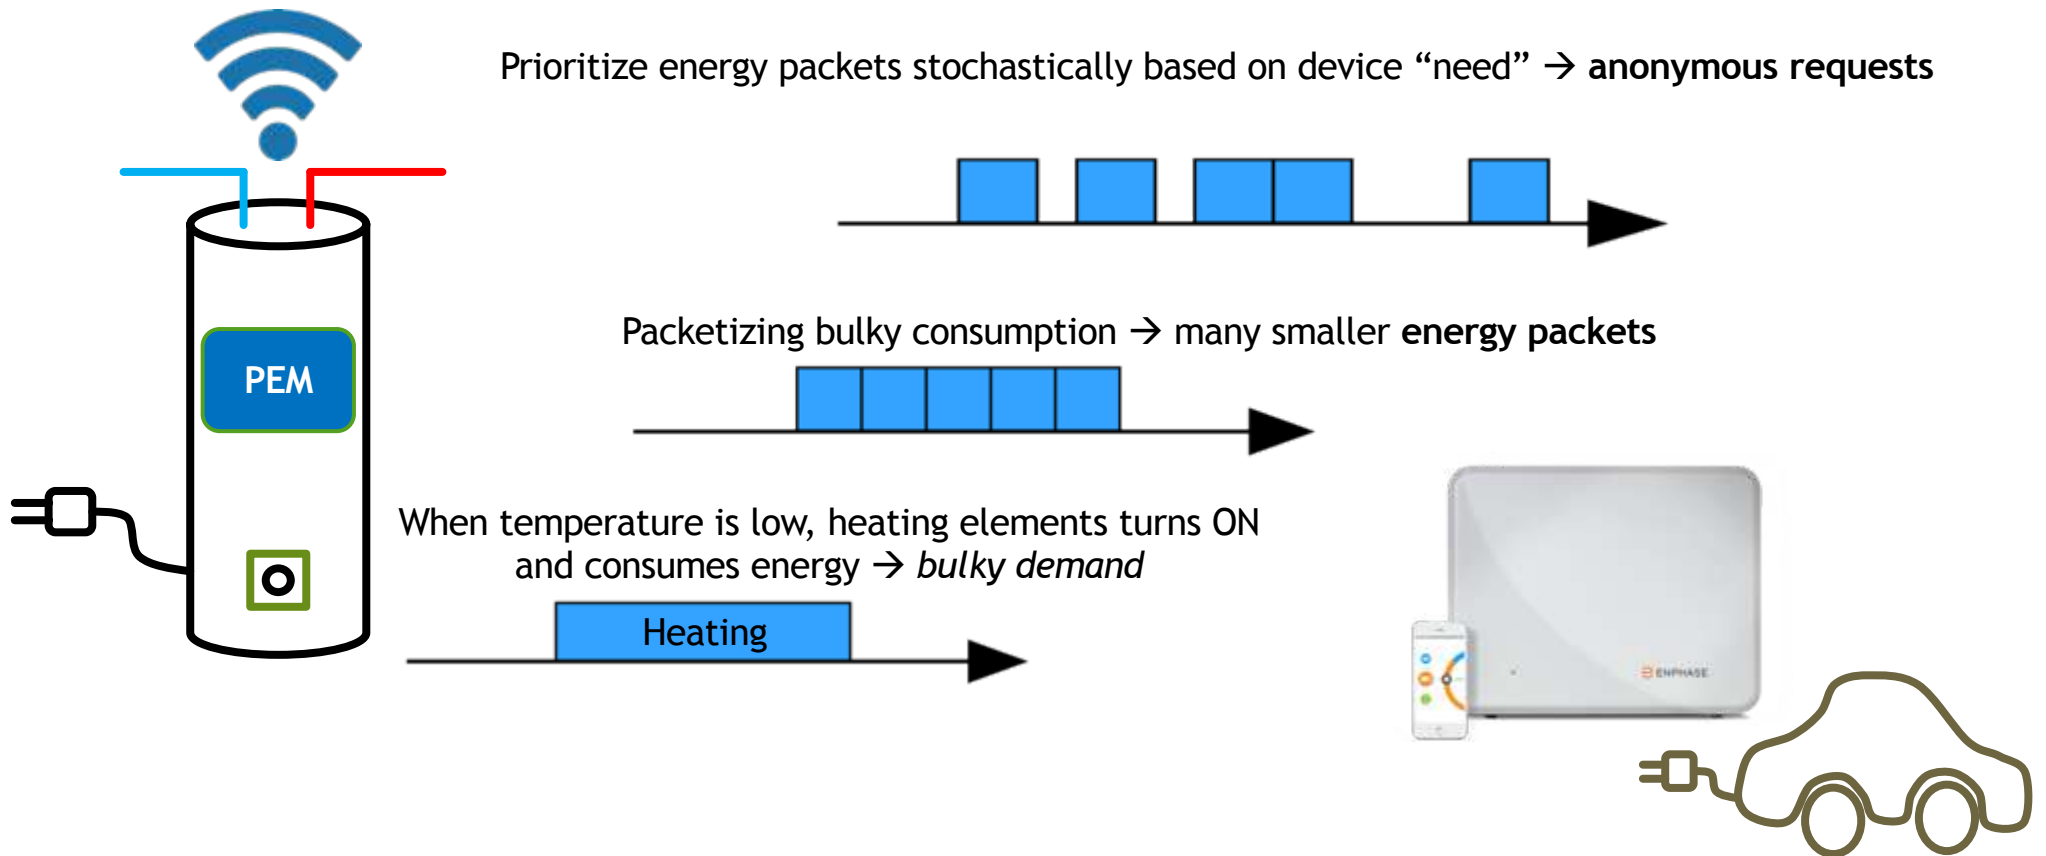 Prioritize energy packets stochastically based on device “need” → anonymous requests
PEM
Packetizing bulky consumption → many smaller energy packets
When temperature is low, heating elements turns ON
and consumes energy → bulky demand
Heating
ENPHASE